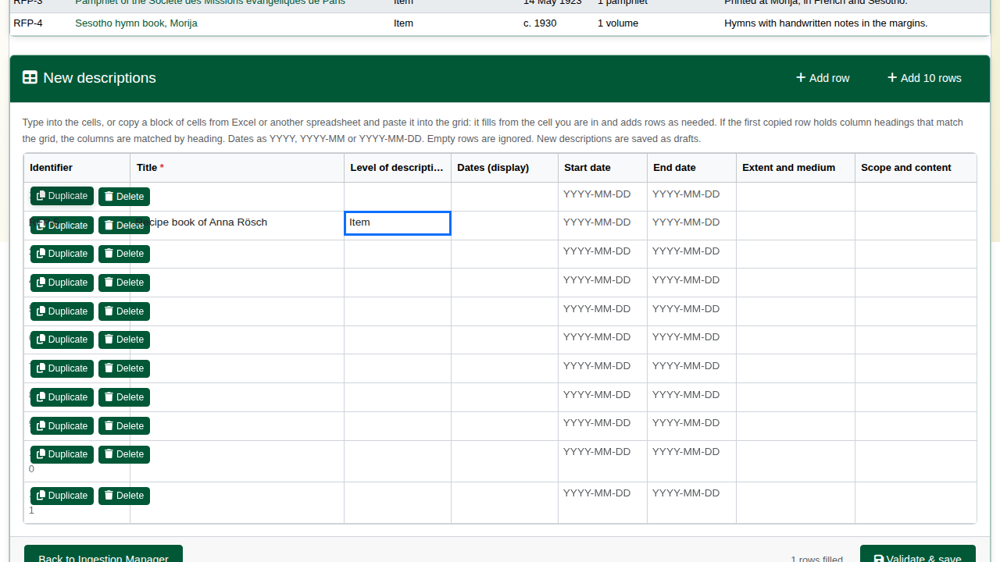 RFP-3 Pamphlet of the Société des Missions évangéliques de Paris Item 14 May 1923 1 pamphlet Printed at Morija, in French and Sesotho.
RFP-4 Sesotho hymn book, Morija Item c. 1930 1 volume Hymns with handwritten notes in the margins.
New descriptions + Add row + Add 10 rows
Type into the cells, or copy a block of cells from Excel or another spreadsheet and paste it into the grid: it fills from the cell you are in and adds rows as needed. If the first copied row holds column headings that match
the grid, the columns are matched by heading. Dates as YYYY, YYYY-MM or YYYY-MM-DD. Empty rows are ignored. New descriptions are saved as drafts.
Identifier Title * Level of descripti… Dates (display) Start date End date Extent and medium Scope and content
Duplicate Delete YYYY-MM-DD YYYY-MM-DD
Duplicate Delete Recipe book of Anna Rösch Item YYYY-MM-DD YYYY-MM-DD
Duplicate Delete YYYY-MM-DD YYYY-MM-DD
Duplicate Delete YYYY-MM-DD YYYY-MM-DD
Duplicate Delete YYYY-MM-DD YYYY-MM-DD
Duplicate Delete YYYY-MM-DD YYYY-MM-DD
Duplicate Delete YYYY-MM-DD YYYY-MM-DD
Duplicate Delete YYYY-MM-DD YYYY-MM-DD
Duplicate Delete YYYY-MM-DD YYYY-MM-DD
Duplicate Delete YYYY-MM-DD YYYY-MM-DD
0
Duplicate Delete YYYY-MM-DD YYYY-MM-DD
1
Back to Ingestion Manager 1 rows filled Validate & save